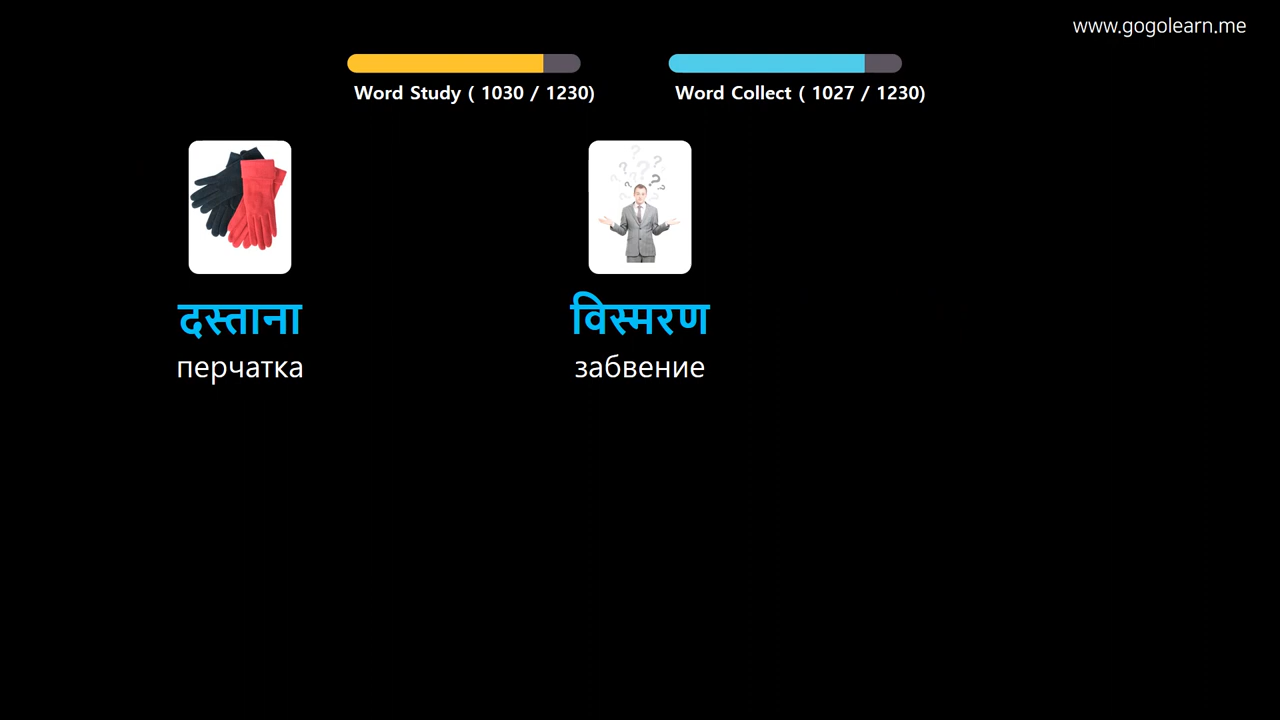 www.gogolearn.me
Word Study ( 1030 / 1230)
Word Collect ( 1027 / 1230)
दस्ताना
перчатка
विस्मरण
забвение